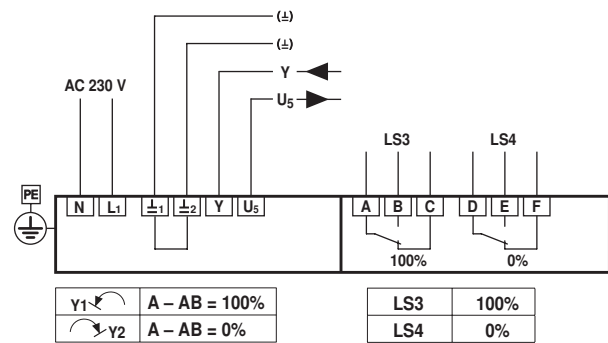 (⊥)
(⊥)
Y
AC 230 V
U5
LS3 LS4
PE
N L1 ⊥1 ⊥2 Y U5 A B C D E F
100% 0%
Y1 A – AB = 100%
Y2 A – AB = 0%
LS3 100%
LS4 0%